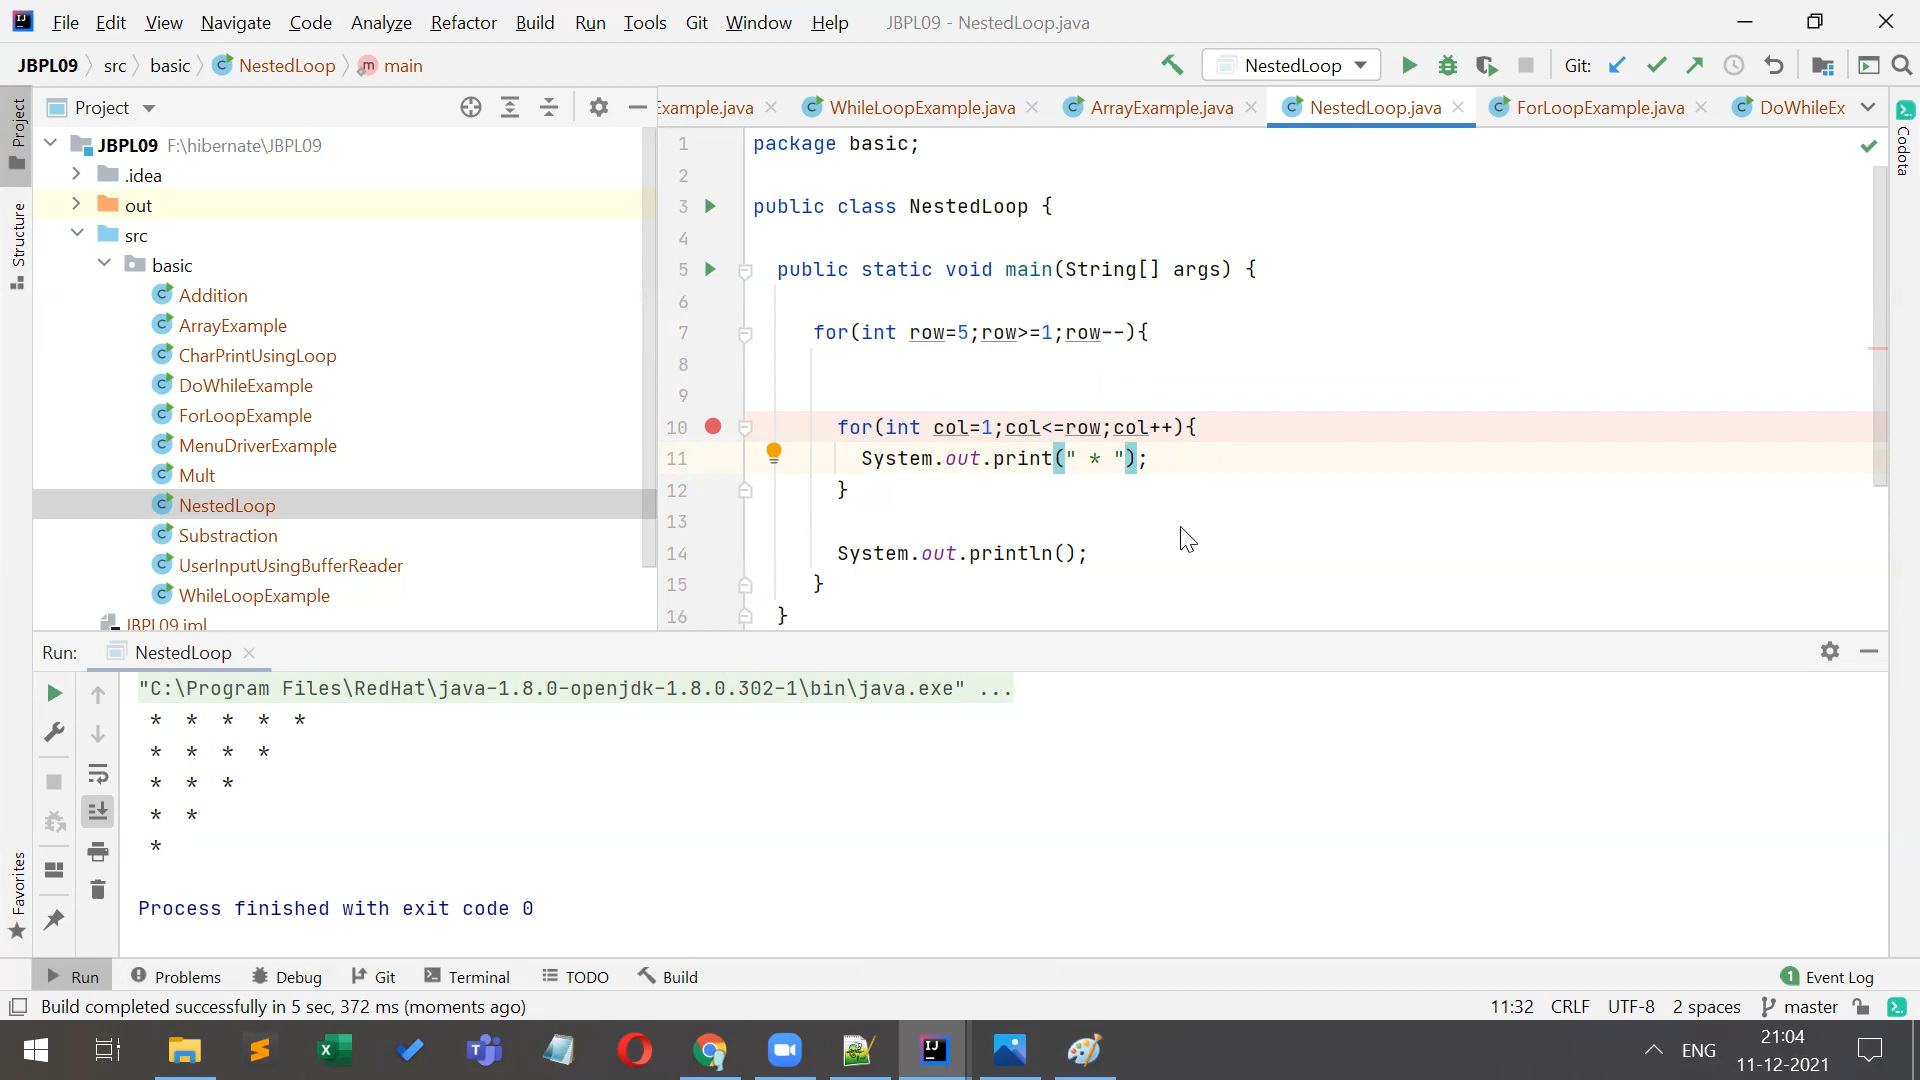 File Edit View Navigate Code Analyze Refactor Build Run Tools Git Window Help JBPL09 - NestedLoop.java
JBPL09 src basic NestedLoop main
NestedLoop Git:
Project
Example.java WhileLoopExample.java ArrayExample.java NestedLoop.java ForLoopExample.java DoWhileEx
Project
Structure
Favorites
Codota
JBPL09 F:\hibernate\JBPL09
.idea
out
src
basic
Addition
ArrayExample
CharPrintUsingLoop
DoWhileExample
ForLoopExample
MenuDriverExample
Mult
NestedLoop
Substraction
UserInputUsingBufferReader
WhileLoopExample
JBPL09.iml
1 package basic;
2
3 public class NestedLoop {
4
5 public static void main(String[] args) {
6
7 for(int row=5;row>=1;row--){
8
9
10 for(int col=1;col<=row;col++){
11 System.out.print(" * ");
12 }
13
14 System.out.println();
15 }
16 }
Run: NestedLoop
"C:\Program Files\RedHat\java-1.8.0-openjdk-1.8.0.302-1\bin\java.exe" ...
* * * * *
* * * *
* * *
* *
*
Process finished with exit code 0
Run Problems Debug Git Terminal TODO Build 1 Event Log
Build completed successfully in 5 sec, 372 ms (moments ago) 11:32 CRLF UTF-8 2 spaces master
ENG 21:04
11-12-2021